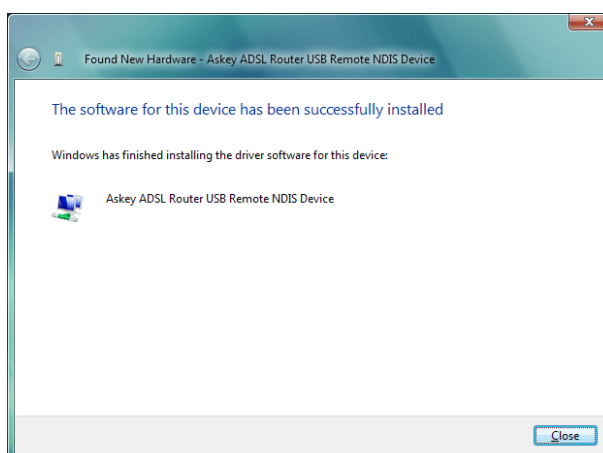 Found New Hardware - Askey ADSL Router USB Remote NDIS Device
The software for this device has been successfully installed
Windows has finished installing the driver software for this device:
Askey ADSL Router USB Remote NDIS Device
Close